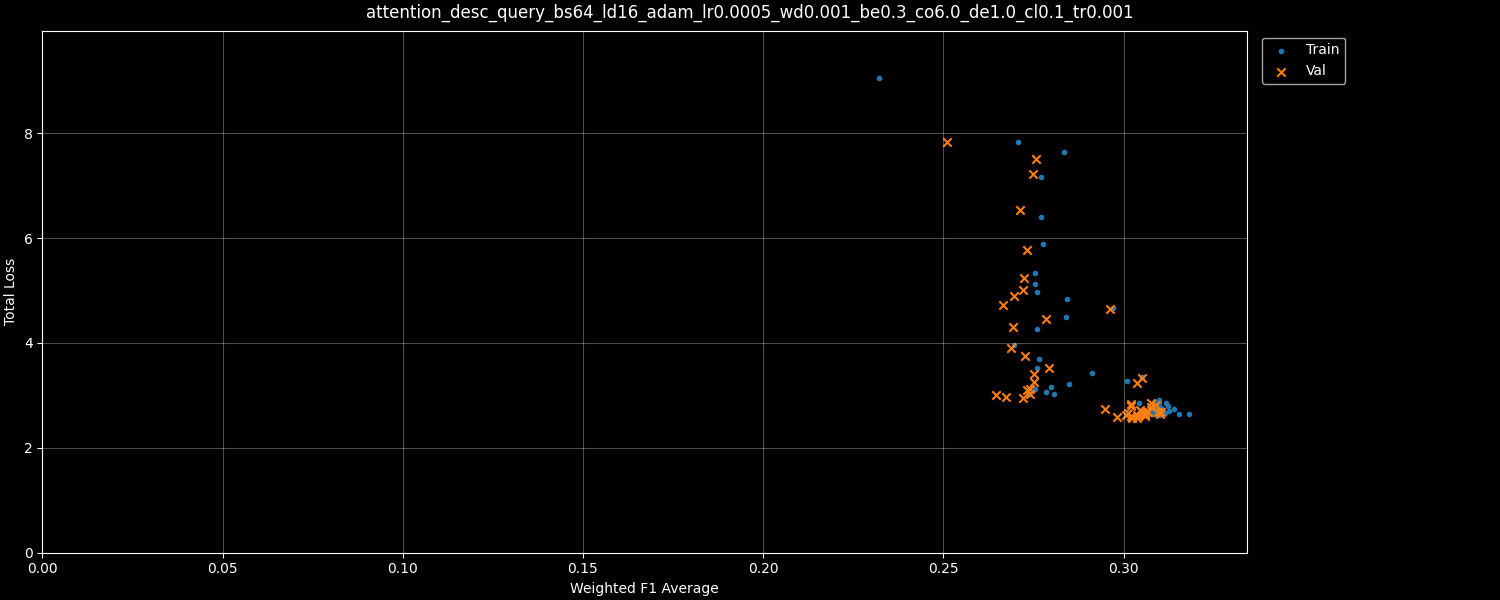 attention_desc_query_bs64_ld16_adam_lr0.0005_wd0.001_be0.3_co6.0_de1.0_cl0.1_tr0.001
Train
Val
Total Loss
8
6
4
2
0
0.00 0.05 0.10 0.15 0.20 0.25 0.30
Weighted F1 Average